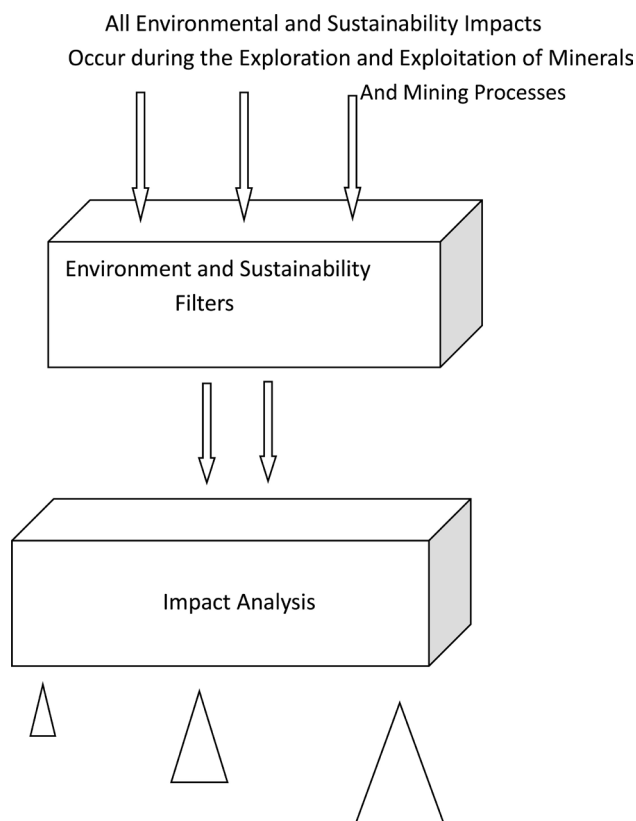 All Environmental and Sustainability Impacts
Occur during the Exploration and Exploitation of Minerals
And Mining Processes
Environment and Sustainability
Filters
Impact Analysis